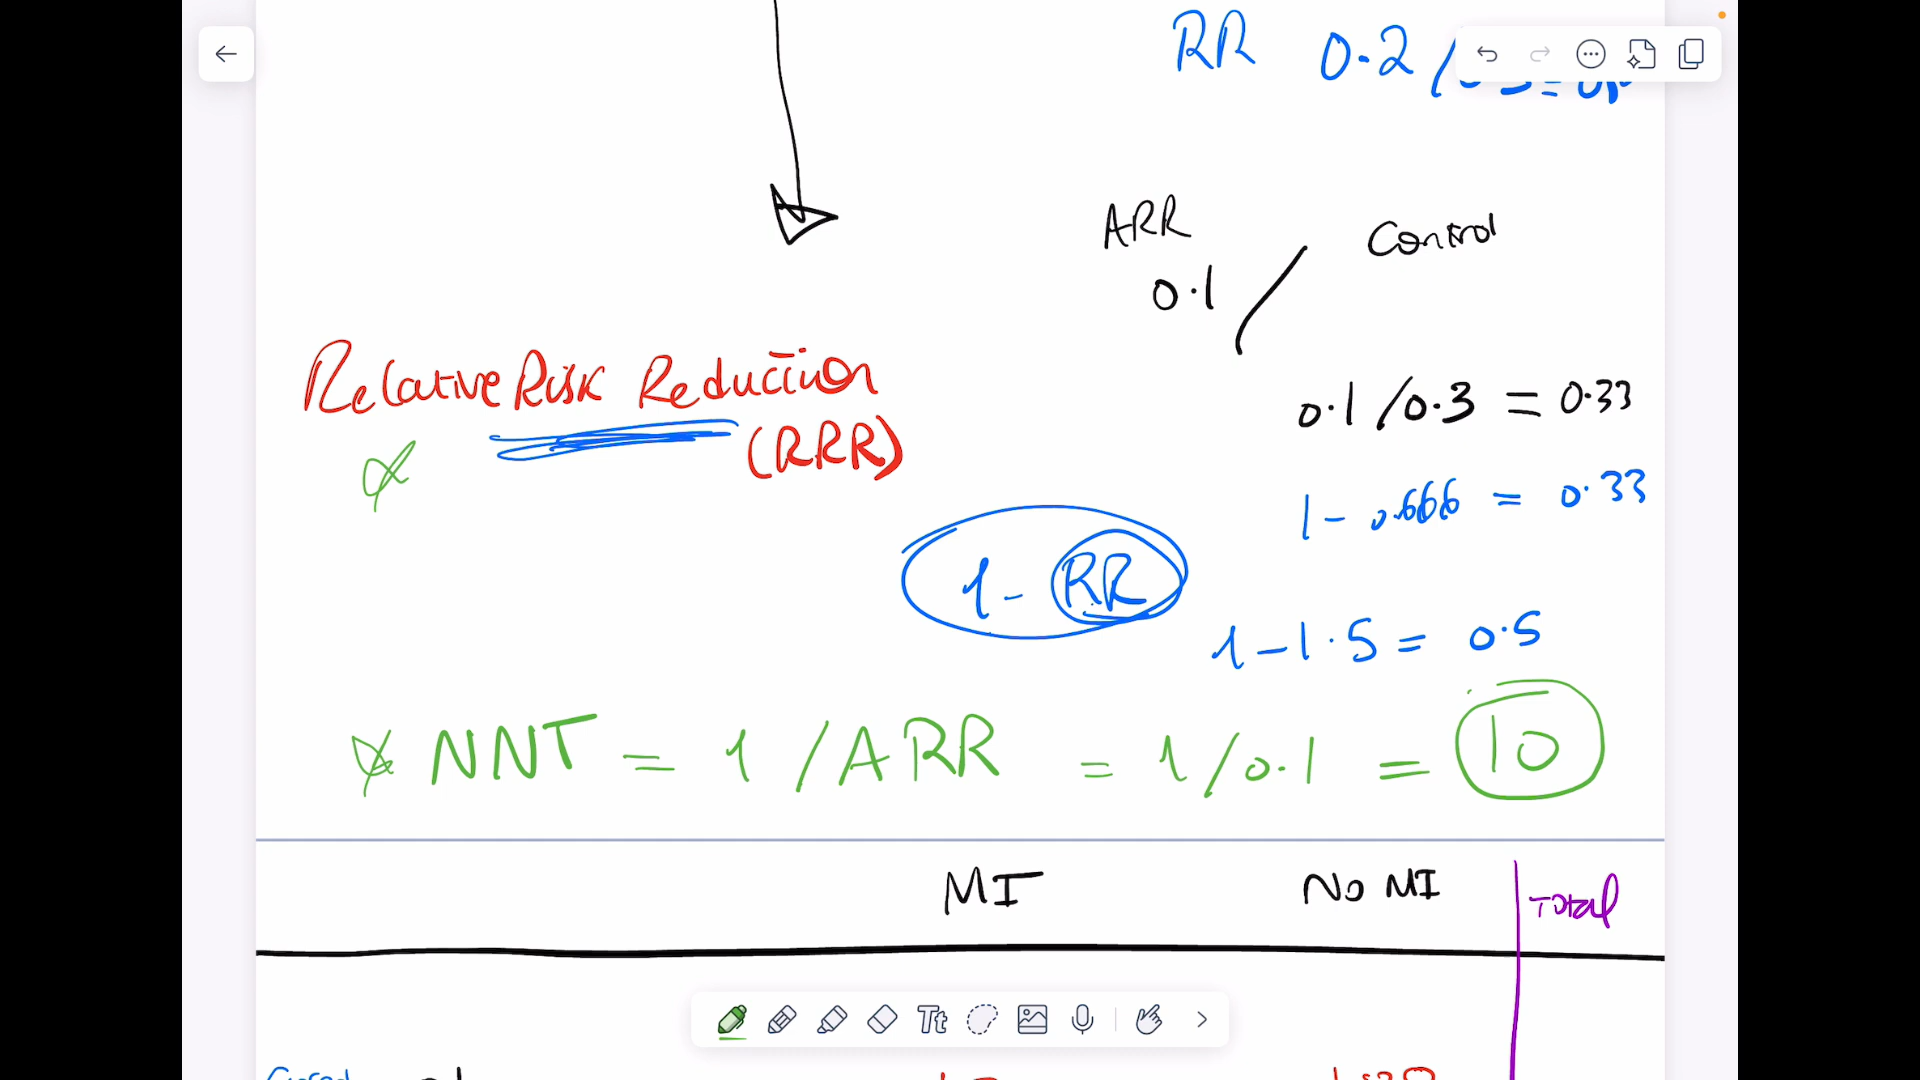 RR 0.2 /
ARR
Control
0.1 /
Relative Risk Reduction
(RRR)
0.1 / 0.3 = 0.33
1 - 0.666 = 0.33
1 - RR
1 - 1.5 = 0.5
NNT = 1 / ARR = 1 / 0.1 = 10
MI No MI Total
Tt